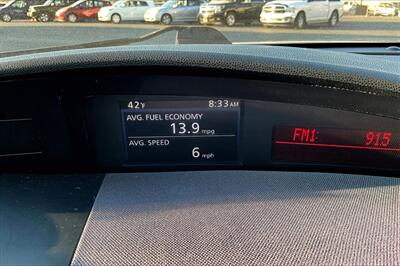 42°F 8:33 AM
AVG. FUEL ECONOMY
13.9 mpg
AVG. SPEED
6 mph
FM1: 91.5